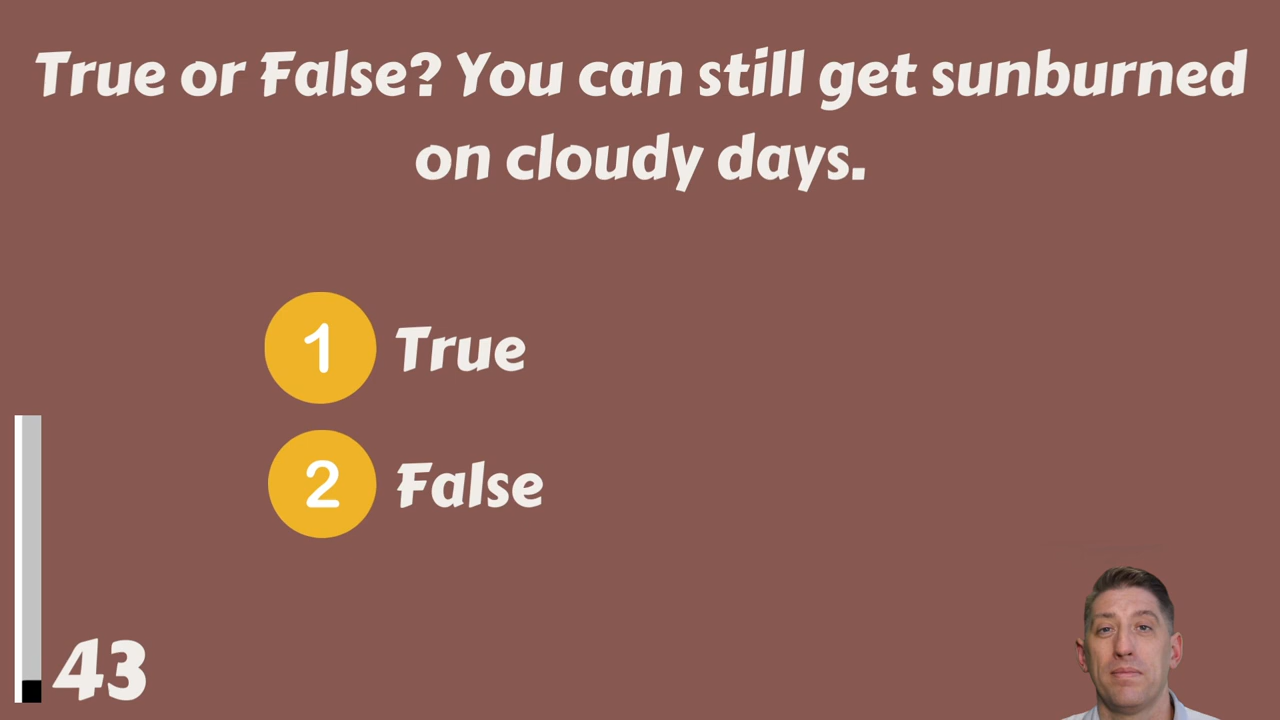 True or False? You can still get sunburned
on cloudy days.
1 True
2 False
43